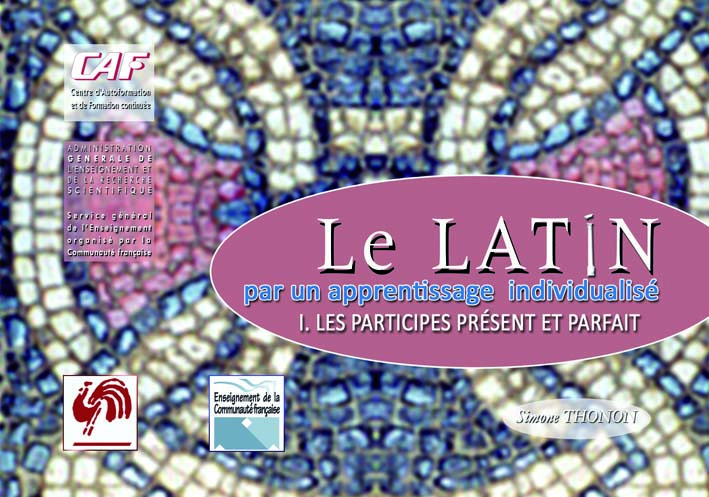 CAF
Centre d'Autoformation
et de Formation continuée
ADMINISTRATION
GENERALE DE
L'ENSEIGNEMENT ET
DE LA RECHERCHE
SCIENTIFIQUE
Service général
de l'Enseignement
organisé par la
Communauté française
Le LATiN
par un apprentissage individualisé
I. LES PARTICIPES PRÉSENT ET PARFAIT
Enseignement de la
Communauté française
Simone THONON